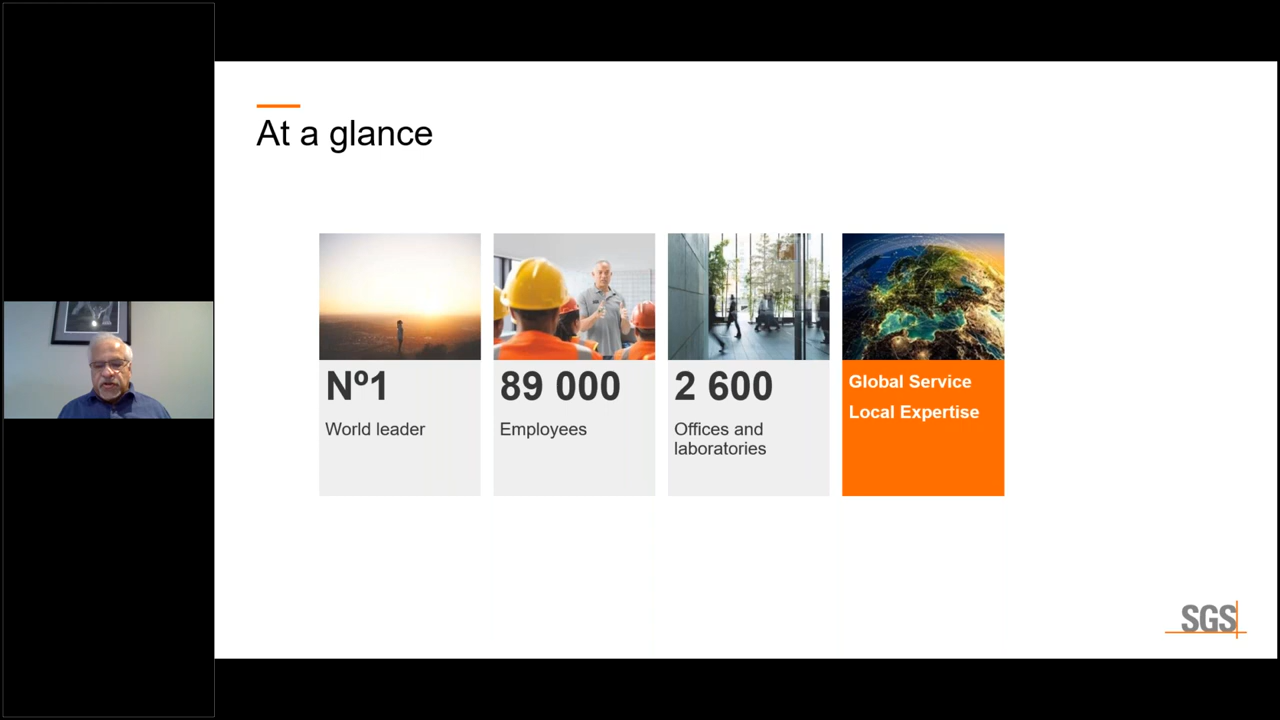 At a glance
Nº1
World leader
89 000
Employees
2 600
Offices and
laboratories
Global Service
Local Expertise
SGS